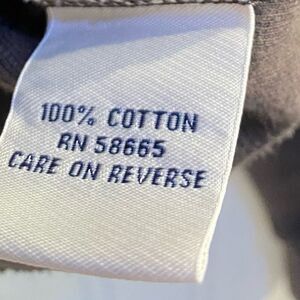 100% COTTON
RN 58665
CARE ON REVERSE